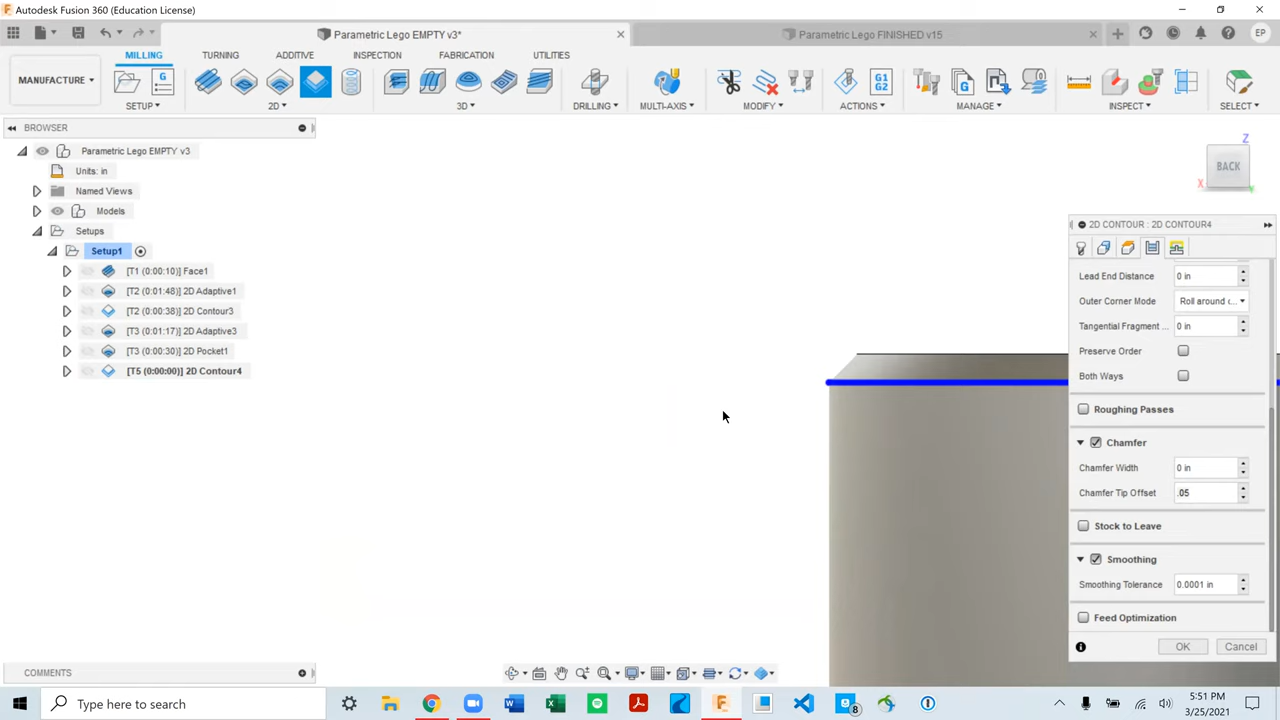 Autodesk Fusion 360 (Education License)
Parametric Lego EMPTY v3*
Parametric Lego FINISHED v15
EP
MILLING
TURNING
ADDITIVE
INSPECTION
FABRICATION
UTILITIES
MANUFACTURE
G
G1
G2
SETUP
2D
3D
DRILLING
MULTI-AXIS
MODIFY
ACTIONS
MANAGE
INSPECT
SELECT
BROWSER
Parametric Lego EMPTY v3
Units: in
Named Views
Models
Setups
Setup1
[T1 (0:00:10)] Face1
[T2 (0:01:48)] 2D Adaptive1
[T2 (0:00:38)] 2D Contour3
[T3 (0:01:17)] 2D Adaptive3
[T3 (0:00:30)] 2D Pocket1
[T5 (0:00:00)] 2D Contour4
Z
BACK
X
Y
2D CONTOUR : 2D CONTOUR4
Lead End Distance 0 in
Outer Corner Mode Roll around c...
Tangential Fragment ... 0 in
Preserve Order
Both Ways
Roughing Passes
Chamfer
Chamfer Width 0 in
Chamfer Tip Offset .05
Stock to Leave
Smoothing
Smoothing Tolerance 0.0001 in
Feed Optimization
OK Cancel
COMMENTS
Type here to search
8
5:51 PM
3/25/2021